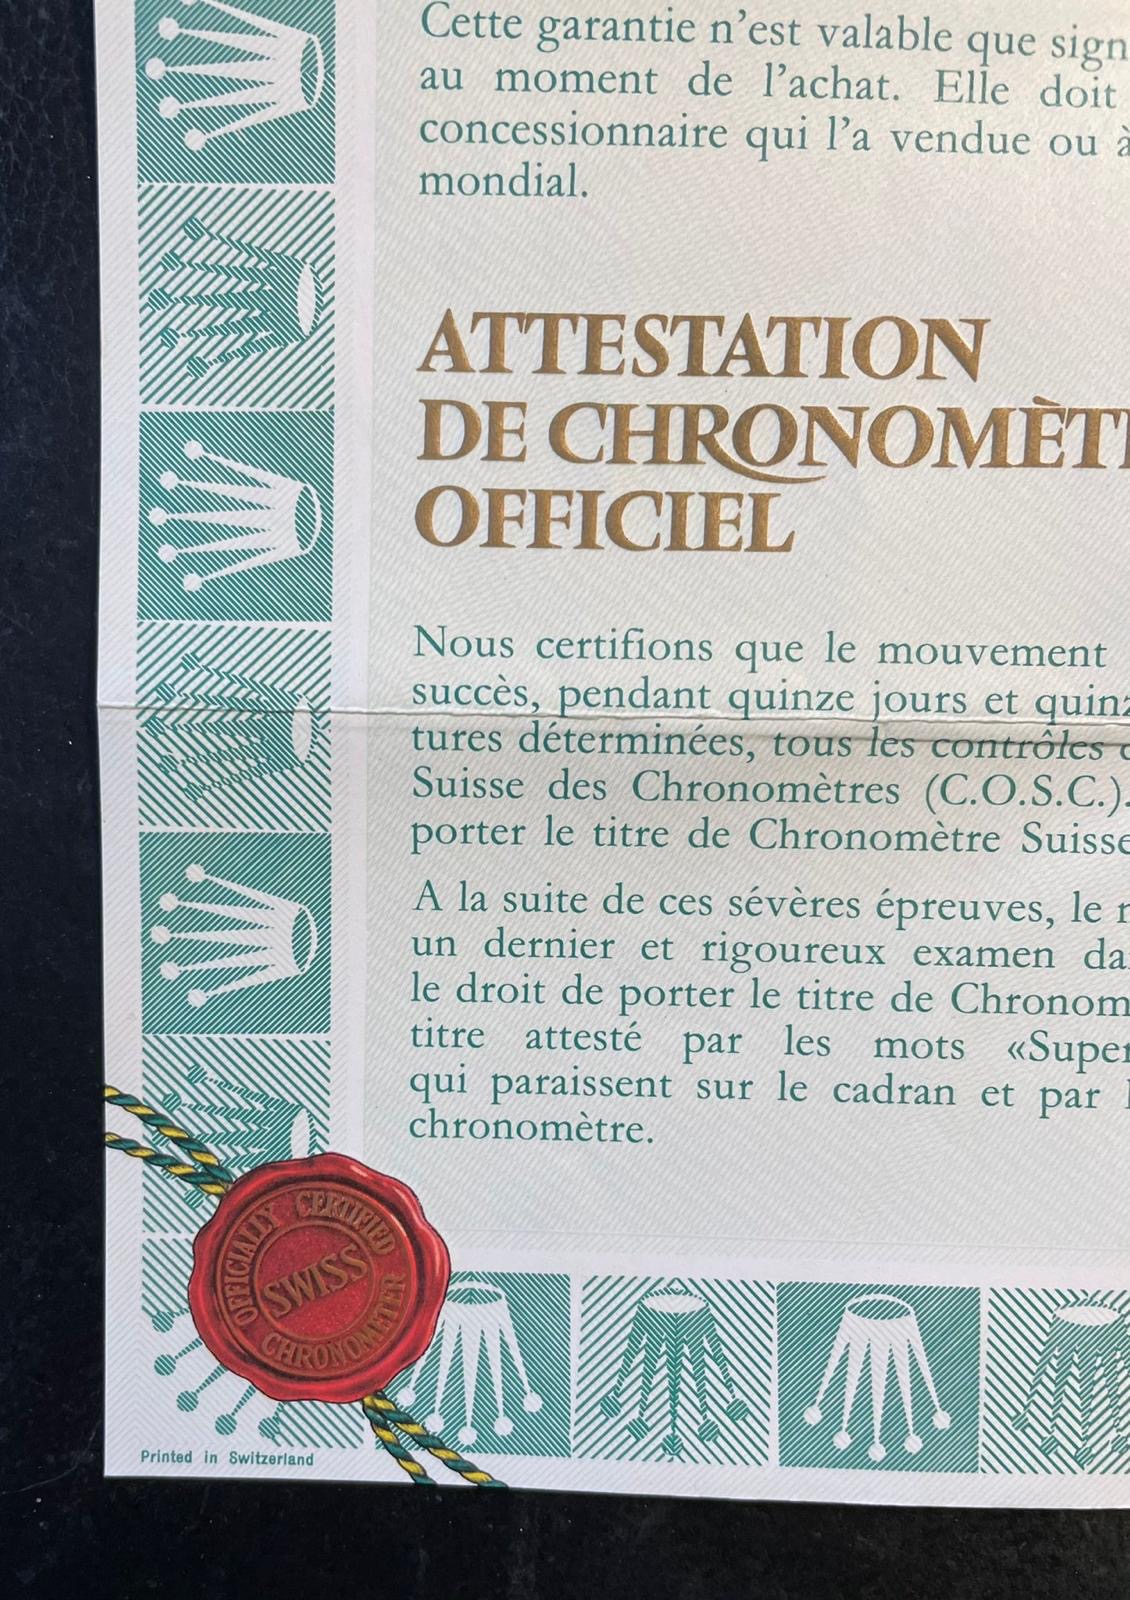 Cette garantie n'est valable que sign
au moment de l'achat. Elle doit
concessionnaire qui l'a vendue ou à
mondial.
ATTESTATION
DE CHRONOMÈT
OFFICIEL
Nous certifions que le mouvement
succès, pendant quinze jours et quinz
tures déterminées, tous les contrôles
Suisse des Chronomètres (C.O.S.C.).
porter le titre de Chronomètre Suisse
A la suite de ces sévères épreuves, le
un dernier et rigoureux examen da
le droit de porter le titre de Chronom
titre attesté par les mots «Super
qui paraissent sur le cadran et par
chronomètre.
OFFICIALLY CERTIFIED
SWISS
CHRONOMETER
Printed in Switzerland